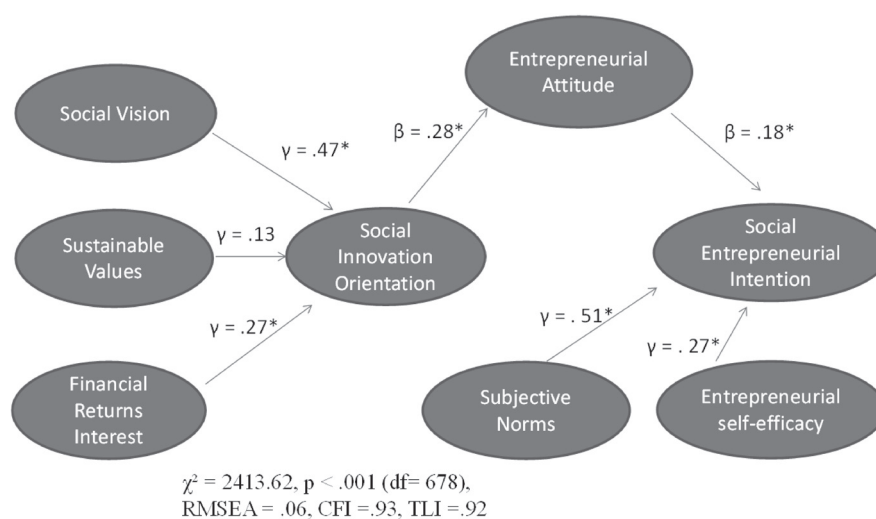 Entrepreneurial
Attitude
Social Vision
γ = .47*
β = .28*
β = .18*
Sustainable
Values
γ = .13
Social
Innovation
Orientation
Social
Entrepreneurial
Intention
γ = .27*
γ = . 51*
γ = . 27*
Financial
Returns
Interest
Subjective
Norms
Entrepreneurial
self-efficacy
χ² = 2413.62, p < .001 (df= 678),
RMSEA = .06, CFI =.93, TLI =.92